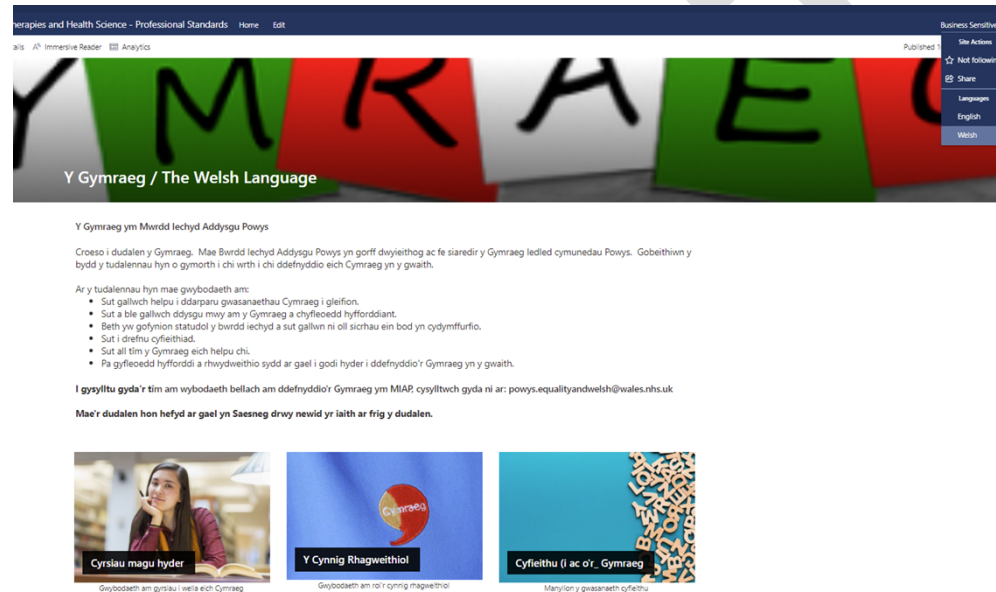 herapies and Health Science - Professional Standards Home Edit
Business Sensitive
Immersive Reader Analytics
Published
Site Actions
Not followin
Share
Languages
English
Welsh
Y M R A E G
Y Gymraeg / The Welsh Language
Y Gymraeg ym Mwrdd Iechyd Addysgu Powys
Croeso i dudalen y Gymraeg. Mae Bwrdd Iechyd Addysgu Powys yn gorff dwyieithog ac fe siaredir y Gymraeg ledled cymunedau Powys. Gobeithiwn y
bydd y tudalennau hyn o gymorth i chi wrth i chi ddefnyddio eich Cymraeg yn y gwaith.
Ar y tudalennau hyn mae gwybodaeth am:
Sut gallwch helpu i ddarparu gwasanaethau Cymraeg i gleifion.
Sut a ble gallwch ddysgu mwy am y Gymraeg a chyfleoedd hyfforddiant.
Beth yw gofynion statudol y bwrdd iechyd a sut gallwn ni oll sicrhau ein bod yn cydymffurfio.
Sut i drefnu cyfieithiad.
Sut all tîm y Gymraeg eich helpu chi.
Pa gyfleoedd hyfforddi a rhwydweithio sydd ar gael i godi hyder i ddefnyddio'r Gymraeg yn y gwaith.
I gysylltu gyda'r tîm am wybodaeth bellach am ddefnyddio'r Gymraeg ym MIAP, cysylltwch gyda ni ar: powys.equalityandwelsh@wales.nhs.uk
Mae'r dudalen hon hefyd ar gael yn Saesneg drwy newid yr iaith ar frig y dudalen.
Cymraeg
Cyrsiau magu hyder
Y Cynnig Rhagweithiol
Cyfieithu (i ac o'r_ Gymraeg
Gwybodaeth am gyrsiau i wella eich Cymraeg
Gwybodaeth am rol'r cynnig rhagweithiol
Manylion y gwasanaeth cyfieithu